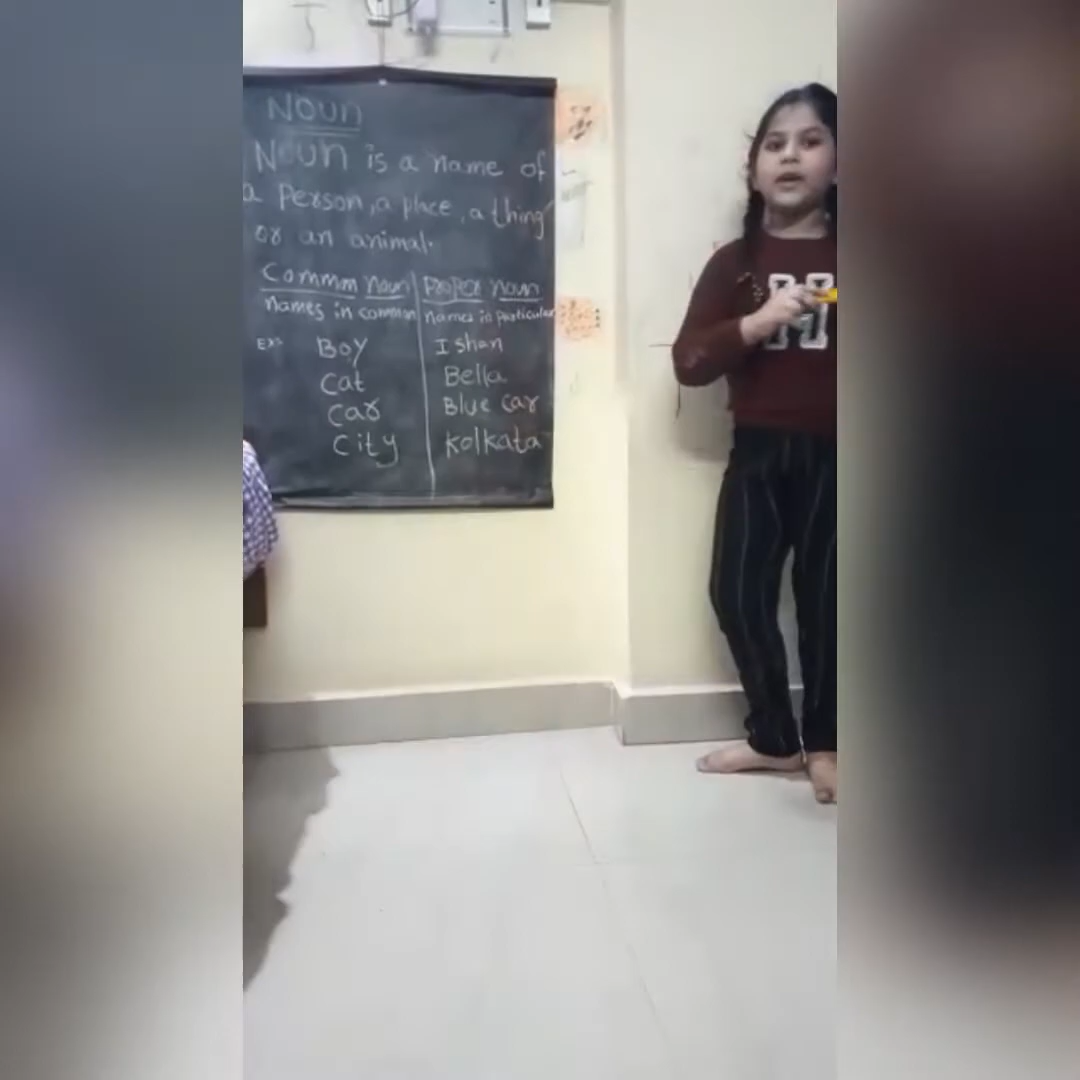 Noun
Noun is a name of
a person, a place, a thing
or an animal.
Common Noun | Proper Noun
names in common | names in particular
Ex:- Boy | Ishan
Cat | Bella
Car | Blue car
City | Kolkata
H